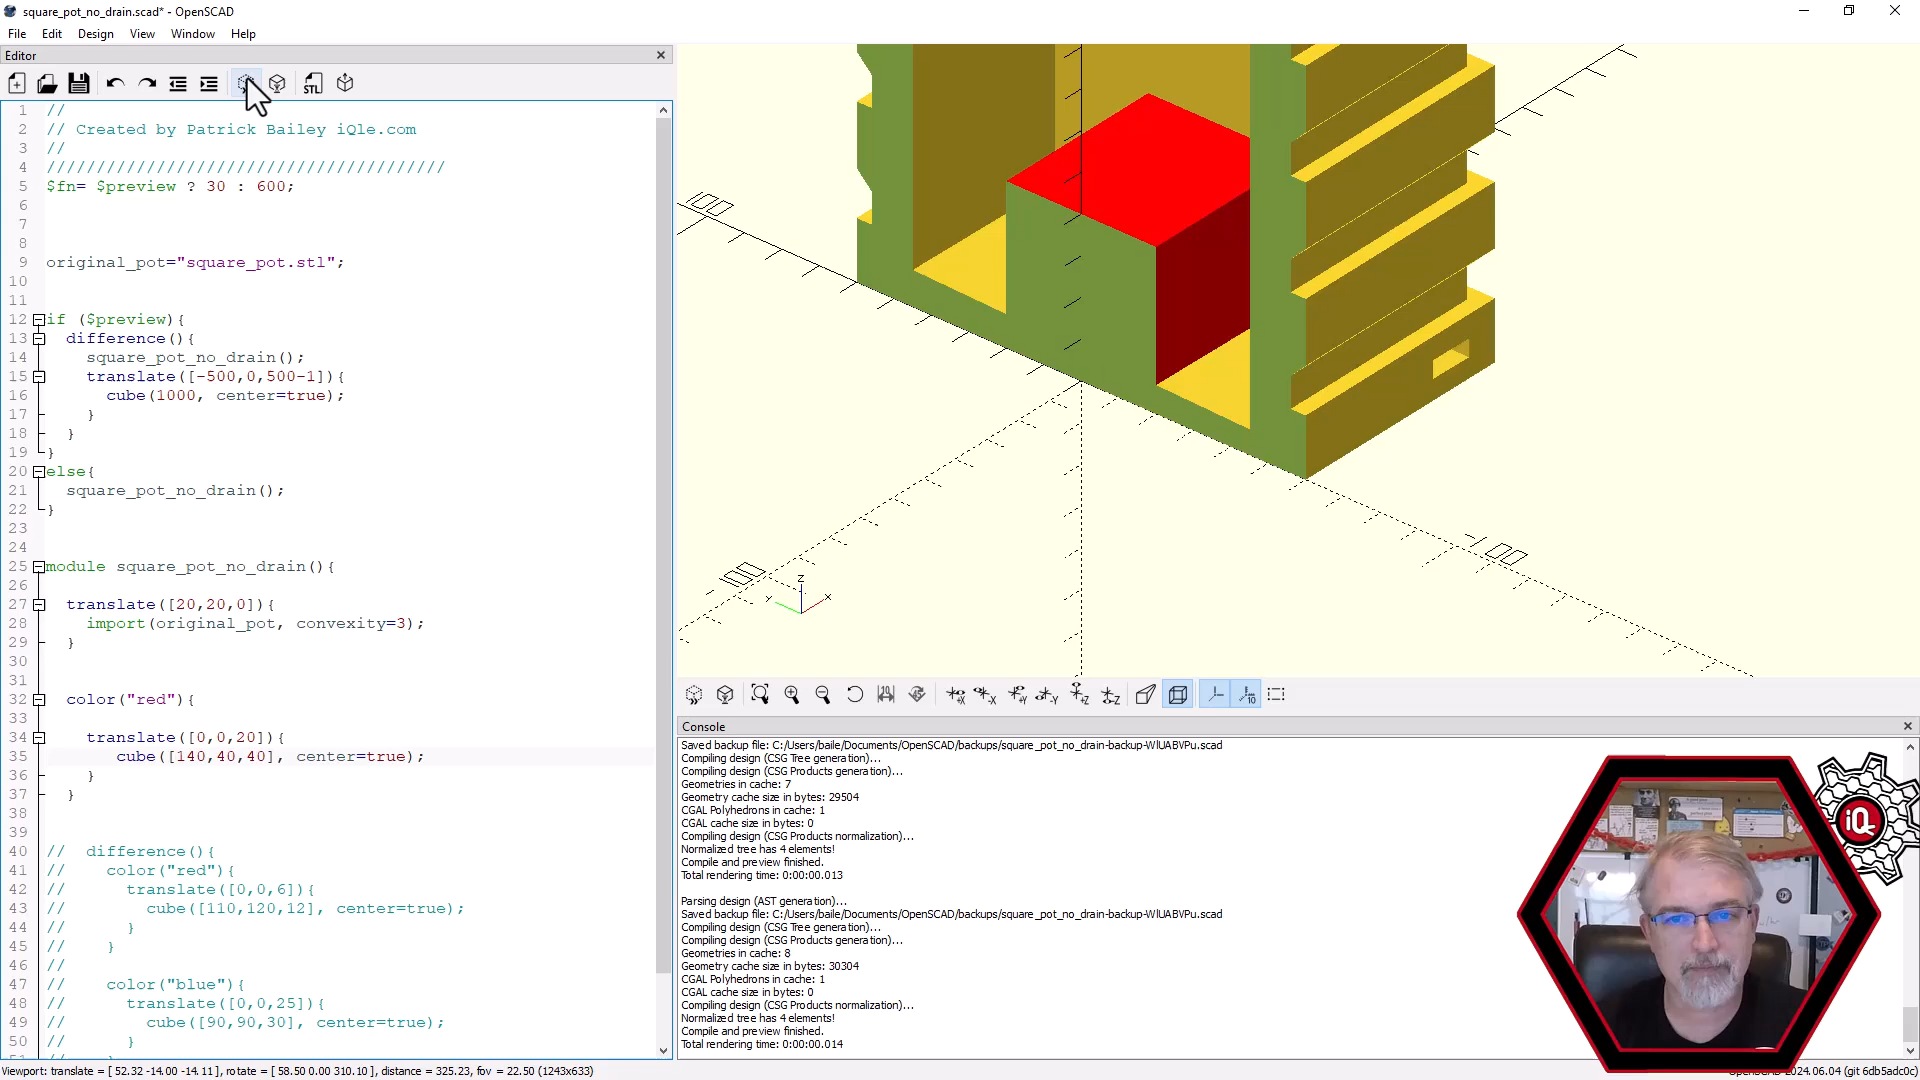 square_pot_no_drain.scad* - OpenSCAD
File Edit Design View Window Help
Editor
STL
1 //
2 // Created by Patrick Bailey iQle.com
3 //
4 ////////////////////////////////////////
5 $fn= $preview ? 30 : 600;
6
7
8
9 original_pot="square_pot.stl";
10
11
12 if ($preview){
13 difference(){
14 square_pot_no_drain();
15 translate([-500,0,500-1]){
16 cube(1000, center=true);
17 }
18 }
19 }
20 else{
21 square_pot_no_drain();
22 }
23
24
25 module square_pot_no_drain(){
26
27 translate([20,20,0]){
28 import(original_pot, convexity=3);
29 }
30
31
32 color("red"){
33
34 translate([0,0,20]){
35 cube([140,40,40], center=true);
36 }
37 }
38
39
40 // difference(){
41 // color("red"){
42 // translate([0,0,6]){
43 // cube([110,120,12], center=true);
44 // }
45 // }
46 //
47 // color("blue"){
48 // translate([0,0,25]){
49 // cube([90,90,30], center=true);
50 // }
100
100
-100
Z
Y
X
Console
Saved backup file: C:/Users/baile/Documents/OpenSCAD/backups/square_pot_no_drain-backup-WlUABVPu.scad
Compiling design (CSG Tree generation)...
Compiling design (CSG Products generation)...
Geometries in cache: 7
Geometry cache size in bytes: 29504
CGAL Polyhedrons in cache: 1
CGAL cache size in bytes: 0
Compiling design (CSG Products normalization)...
Normalized tree has 4 elements!
Compile and preview finished.
Total rendering time: 0:00:00.013
Parsing design (AST generation)...
Saved backup file: C:/Users/baile/Documents/OpenSCAD/backups/square_pot_no_drain-backup-WlUABVPu.scad
Compiling design (CSG Tree generation)...
Compiling design (CSG Products generation)...
Geometries in cache: 8
Geometry cache size in bytes: 30304
CGAL Polyhedrons in cache: 1
CGAL cache size in bytes: 0
Compiling design (CSG Products normalization)...
Normalized tree has 4 elements!
Compile and preview finished.
Total rendering time: 0:00:00.014
iQ
Viewport: translate = [ 52.32 -14.00 -14.11 ], rotate = [ 58.50 0.00 310.10 ], distance = 325.23, fov = 22.50 (1243x633)
OpenSCAD 2024.06.04 (git 6db5adc0c)